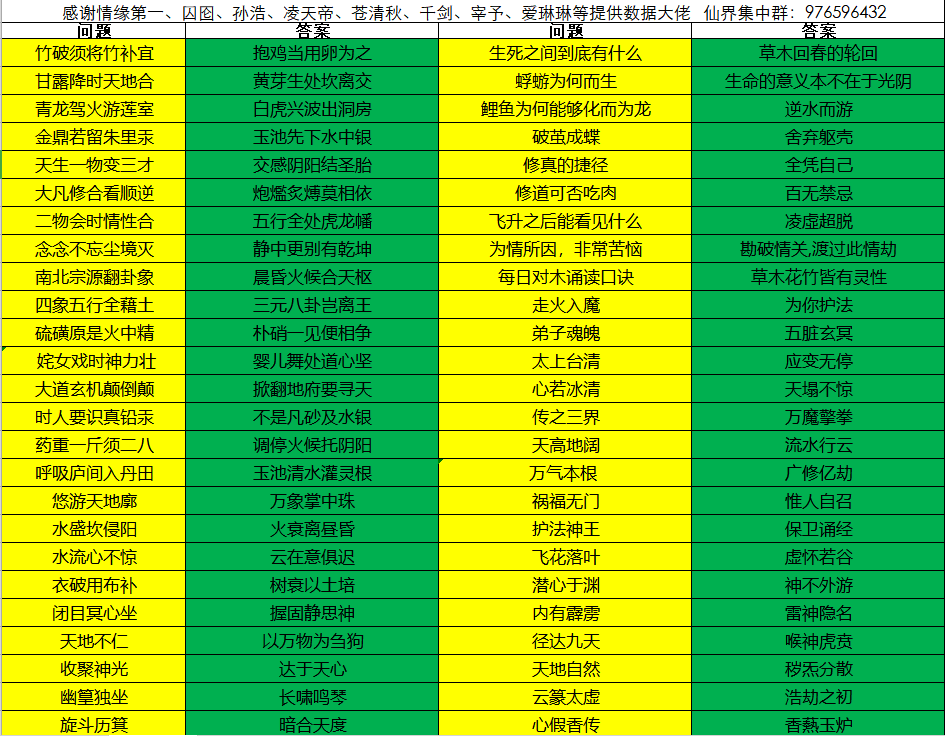 感谢情缘第一、囚囵、孙浩、凌天帝、苍清秋、千剑、宰予、爱琳琳等提供数据大佬 仙界集中群：976596432
问题 答案 问题 答案
竹破须将竹补宜 抱鸡当用卵为之 生死之间到底有什么 草木回春的轮回
甘露降时天地合 黄芽生处坎离交 蜉蝣为何而生 生命的意义本不在于光阴
青龙驾火游莲室 白虎兴波出洞房 鲤鱼为何能够化而为龙 逆水而游
金鼎若留朱里汞 玉池先下水中银 破茧成蝶 舍弃躯壳
天生一物变三才 交感阴阳结圣胎 修真的捷径 全凭自己
大凡修合看顺逆 炮爁炙煿莫相依 修道可否吃肉 百无禁忌
二物会时情性合 五行全处虎龙幡 飞升之后能看见什么 凌虚超脱
念念不忘尘境灭 静中更别有乾坤 为情所因，非常苦恼 勘破情关,渡过此情劫
南北宗源翻卦象 晨昏火候合天枢 每日对木诵读口诀 草木花竹皆有灵性
四象五行全藉土 三元八卦岂离王 走火入魔 为你护法
硫磺原是火中精 朴硝一见便相争 弟子魂魄 五脏玄冥
姹女戏时神力壮 婴儿舞处道心坚 太上台清 应变无停
大道玄机颠倒颠 掀翻地府要寻天 心若冰清 天塌不惊
时人要识真铅汞 不是凡砂及水银 传之三界 万魔擎拳
药重一斤须二八 调停火候托阴阳 天高地阔 流水行云
呼吸庐间入丹田 玉池清水灌灵根 万气本根 广修亿劫
悠游天地廓 万象掌中珠 祸福无门 惟人自召
水盛坎侵阳 火衰离昼昏 护法神王 保卫诵经
水流心不惊 云在意俱迟 飞花落叶 虚怀若谷
衣破用布补 树衰以土培 潜心于渊 神不外游
闭目冥心坐 握固静思神 内有霹雳 雷神隐名
天地不仁 以万物为刍狗 径达九天 喉神虎贲
收聚神光 达于天心 天地自然 秽炁分散
幽篁独坐 长啸鸣琴 云篆太虚 浩劫之初
旋斗历箕 暗合天度 心假香传 香爇玉炉